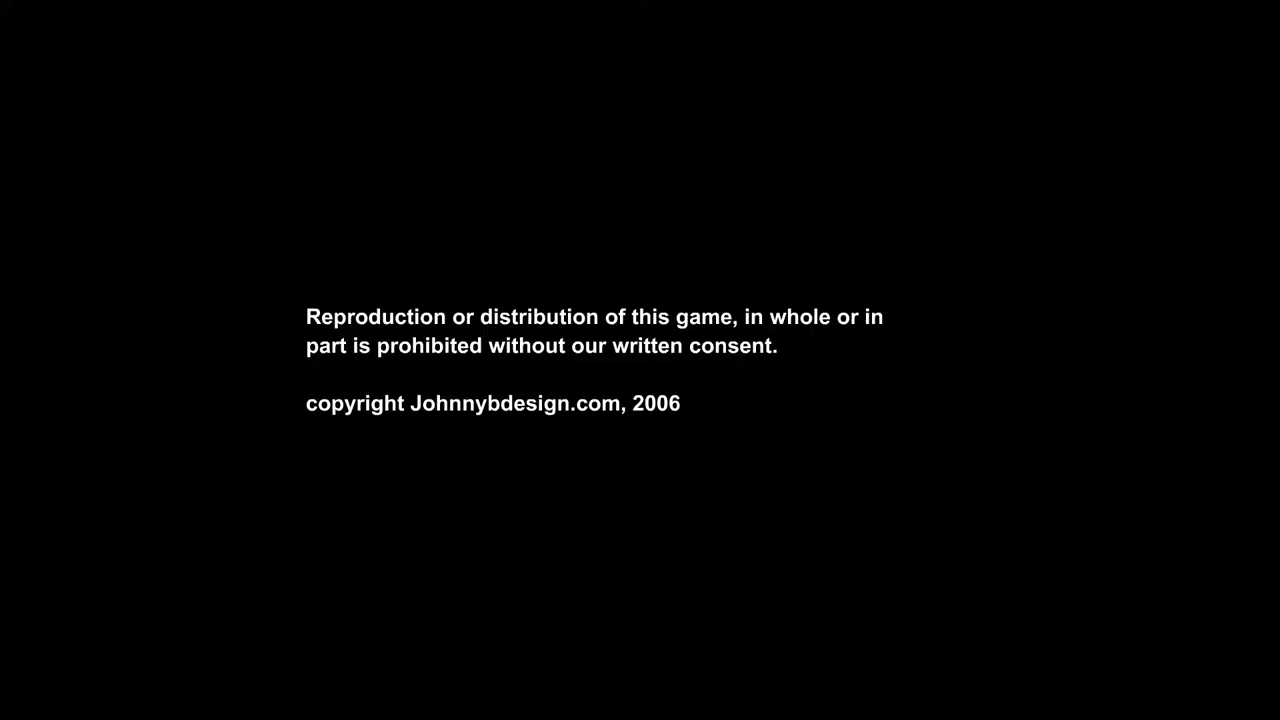 Reproduction or distribution of this game, in whole or in
part is prohibited without our written consent.
copyright Johnnybdesign.com, 2006